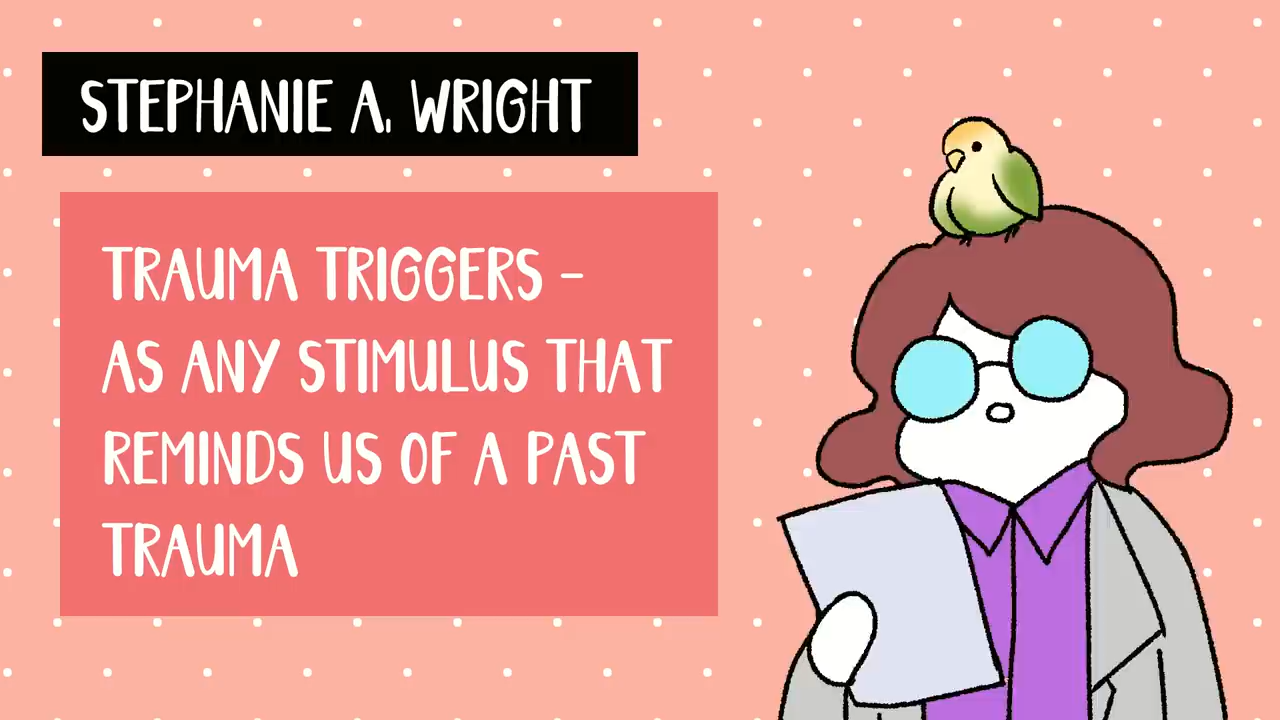 STEPHANIE A. WRIGHT
TRAUMA TRIGGERS -
AS ANY STIMULUS THAT
REMINDS US OF A PAST
TRAUMA